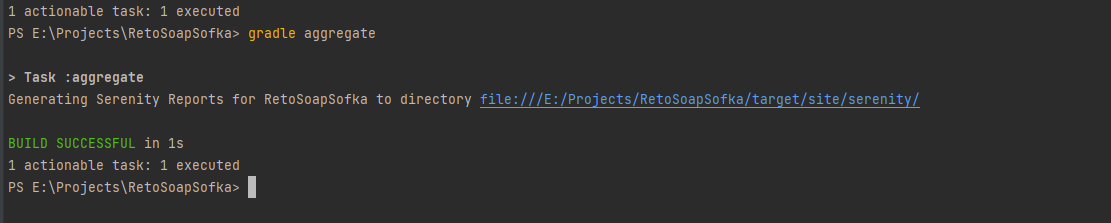 1 actionable task: 1 executed
PS E:\Projects\RetoSoapSofka> gradle aggregate
> Task :aggregate
Generating Serenity Reports for RetoSoapSofka to directory file:///E:/Projects/RetoSoapSofka/target/site/serenity/
BUILD SUCCESSFUL in 1s
1 actionable task: 1 executed
PS E:\Projects\RetoSoapSofka>